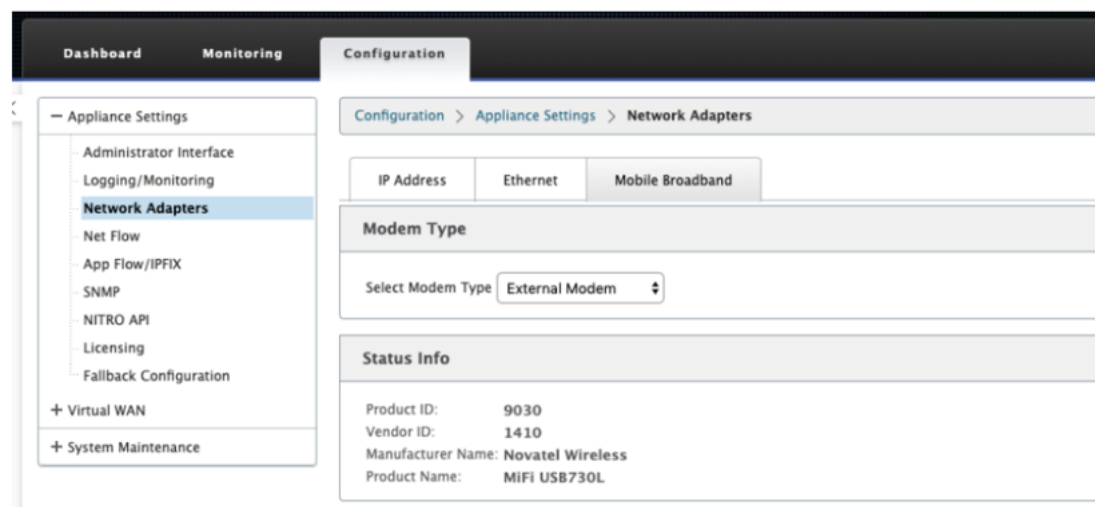 Dashboard Monitoring Configuration
− Appliance Settings
Administrator Interface
Logging/Monitoring
Network Adapters
Net Flow
App Flow/IPFIX
SNMP
NITRO API
Licensing
Fallback Configuration
+ Virtual WAN
+ System Maintenance
Configuration > Appliance Settings > Network Adapters
IP Address Ethernet Mobile Broadband
Modem Type
Select Modem Type External Modem
Status Info
Product ID: 9030
Vendor ID: 1410
Manufacturer Name: Novatel Wireless
Product Name: MiFi USB730L